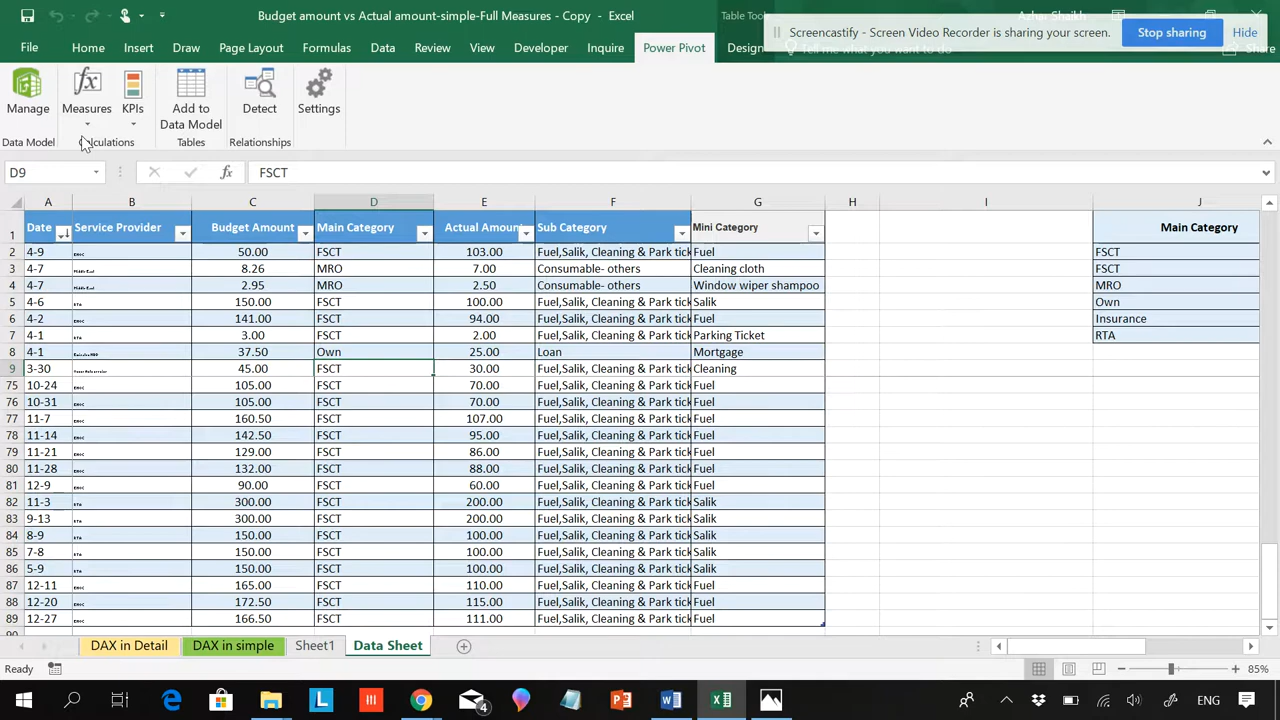 Budget amount vs Actual amount-simple-Full Measures - Copy - Excel
Table Tool
Azhar Shaikh
Screencastify - Screen Video Recorder is sharing your screen.
Stop sharing
Hide
File Home Insert Draw Page Layout Formulas Data Review View Developer Inquire Power Pivot Design Tell me what you want to do
Share
Manage
Measures
KPIs
Add to
Data Model
Detect
Settings
Data Model
Calculations
Tables
Relationships
D9
fx
FSCT
A B C D E F G H I J
1 Date Service Provider Budget Amount Main Category Actual Amount Sub Category Mini Category Main Category
2 4-9 50.00 FSCT 103.00 Fuel,Salik, Cleaning & Park tick Fuel FSCT
3 4-7 8.26 MRO 7.00 Consumable- others Cleaning cloth FSCT
4 4-7 2.95 MRO 2.50 Consumable- others Window wiper shampoo MRO
5 4-6 150.00 FSCT 100.00 Fuel,Salik, Cleaning & Park tick Salik Own
6 4-2 141.00 FSCT 94.00 Fuel,Salik, Cleaning & Park tick Fuel Insurance
7 4-1 3.00 FSCT 2.00 Fuel,Salik, Cleaning & Park tick Parking Ticket RTA
8 4-1 37.50 Own 25.00 Loan Mortgage
9 3-30 45.00 FSCT 30.00 Fuel,Salik, Cleaning & Park tick Cleaning
75 10-24 105.00 FSCT 70.00 Fuel,Salik, Cleaning & Park tick Fuel
76 10-31 105.00 FSCT 70.00 Fuel,Salik, Cleaning & Park tick Fuel
77 11-7 160.50 FSCT 107.00 Fuel,Salik, Cleaning & Park tick Fuel
78 11-14 142.50 FSCT 95.00 Fuel,Salik, Cleaning & Park tick Fuel
79 11-21 129.00 FSCT 86.00 Fuel,Salik, Cleaning & Park tick Fuel
80 11-28 132.00 FSCT 88.00 Fuel,Salik, Cleaning & Park tick Fuel
81 12-9 90.00 FSCT 60.00 Fuel,Salik, Cleaning & Park tick Fuel
82 11-3 300.00 FSCT 200.00 Fuel,Salik, Cleaning & Park tick Salik
83 9-13 300.00 FSCT 200.00 Fuel,Salik, Cleaning & Park tick Salik
84 8-9 150.00 FSCT 100.00 Fuel,Salik, Cleaning & Park tick Salik
85 7-8 150.00 FSCT 100.00 Fuel,Salik, Cleaning & Park tick Salik
86 5-9 150.00 FSCT 100.00 Fuel,Salik, Cleaning & Park tick Salik
87 12-11 165.00 FSCT 110.00 Fuel,Salik, Cleaning & Park tick Fuel
88 12-20 172.50 FSCT 115.00 Fuel,Salik, Cleaning & Park tick Fuel
89 12-27 166.50 FSCT 111.00 Fuel,Salik, Cleaning & Park tick Fuel
90
DAX in Detail DAX in simple Sheet1 Data Sheet
Ready
85%
4
ENG